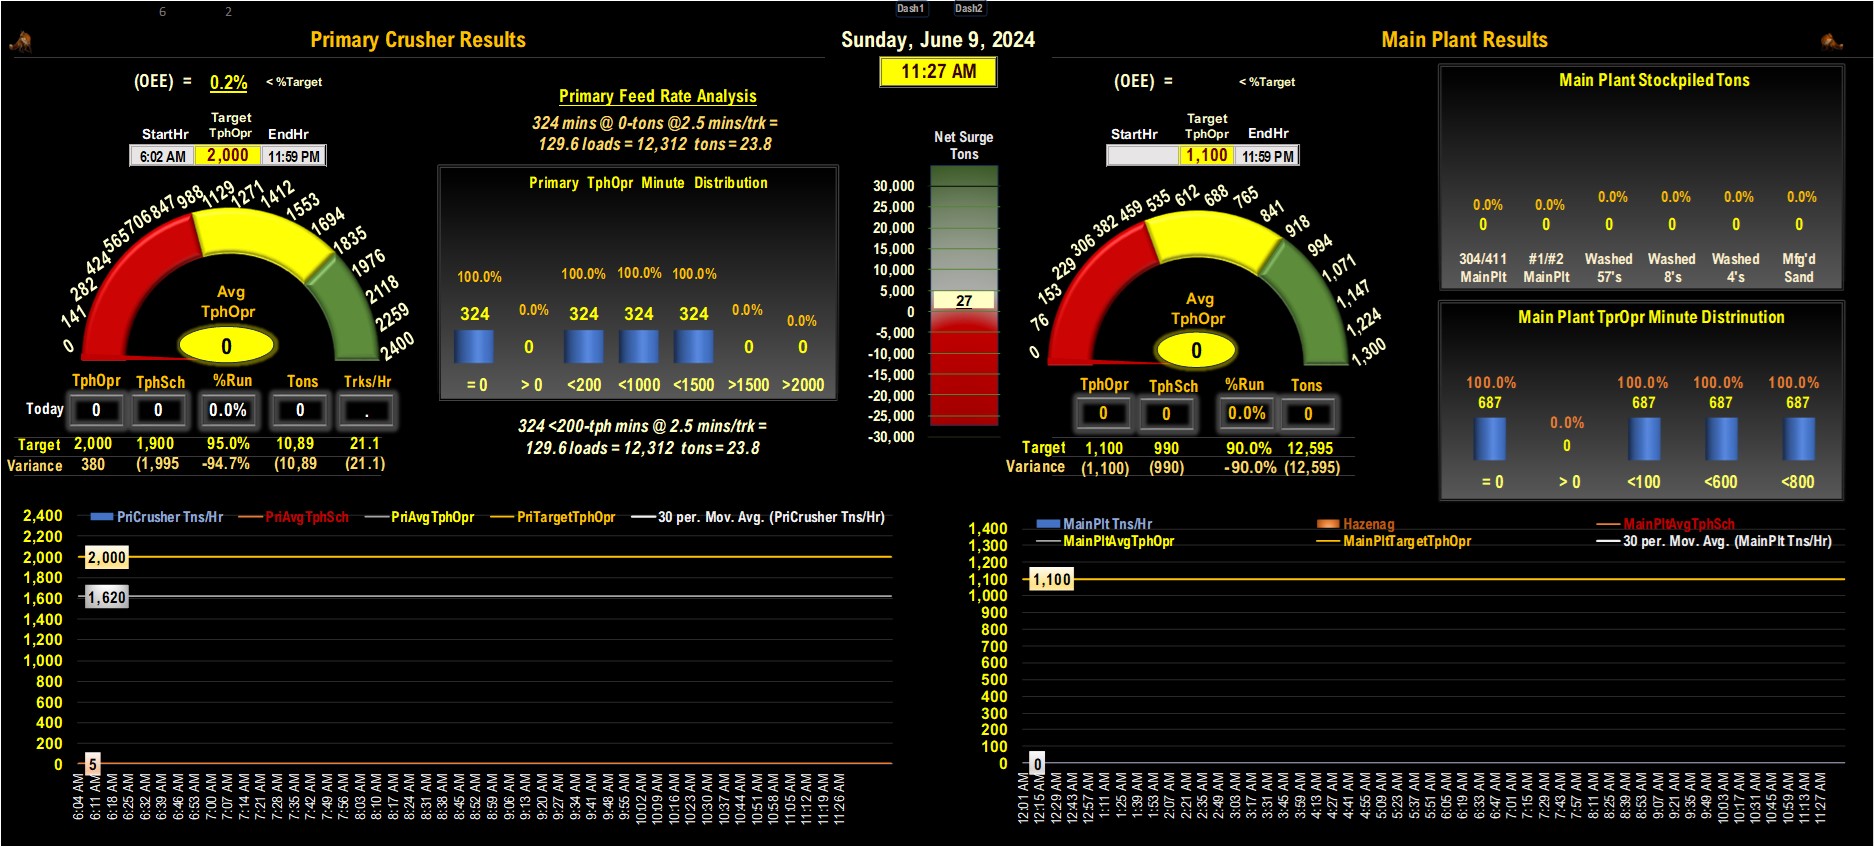 6 2 Dash1 Dash2
Primary Crusher Results
Sunday, June 9, 2024
Main Plant Results
11:27 AM
(OEE) = 0.2% < %Target
Target
StartHr TphOpr EndHr
6:02 AM 2,000 11:59 PM
0 141 282 424 565 706 847 988 1129 1271 1412 1553 1694 1835 1976 2118 2259 2400
Avg
TphOpr
0
TphOpr TphSch %Run Tons Trks/Hr
Today 0 0 0.0% 0 .
Target 2,000 1,900 95.0% 10,89 21.1
Variance 380 (1,995 -94.7% (10,89 (21.1)
Primary Feed Rate Analysis
324 mins @ 0-tons @2.5 mins/trk =
129.6 loads = 12,312 tons = 23.8
Primary TphOpr Minute Distribution
100.0% 0.0% 100.0% 100.0% 100.0% 0.0% 0.0%
324 0 324 324 324 0 0
= 0 > 0 <200 <1000 <1500 >1500 >2000
324 <200-tph mins @ 2.5 mins/trk =
129.6 loads = 12,312 tons = 23.8
Net Surge
Tons
30,000
25,000
20,000
15,000
10,000
5,000
27
0
-5,000
-10,000
-15,000
-20,000
-25,000
-30,000
(OEE) = < %Target
Target
StartHr TphOpr EndHr
1,100 11:59 PM
0 76 153 229 306 382 459 535 612 688 765 841 918 994 1,071 1,147 1,224 1,300
Avg
TphOpr
0
TphOpr TphSch %Run Tons
0 0 0.0% 0
Target 1,100 990 90.0% 12,595
Variance (1,100) (990) -90.0% (12,595)
Main Plant Stockpiled Tons
0.0% 0.0% 0.0% 0.0% 0.0% 0.0%
0 0 0 0 0 0
304/411 #1/#2 Washed Washed Washed Mfg'd
MainPlt MainPlt 57's 8's 4's Sand
Main Plant TprOpr Minute Distrinution
100.0% 0.0% 100.0% 100.0% 100.0%
687 0 687 687 687
= 0 > 0 <100 <600 <800
PriCrusher Tns/Hr PriAvgTphSch PriAvgTphOpr PriTargetTphOpr 30 per. Mov. Avg. (PriCrusher Tns/Hr)
2,400
2,200
2,000 2,000
1,800
1,600 1,620
1,400
1,200
1,000
800
600
400
200
0 5
6:04 AM 6:11 AM 6:18 AM 6:25 AM 6:32 AM 6:39 AM 6:46 AM 6:53 AM 7:00 AM 7:07 AM 7:14 AM 7:21 AM 7:28 AM 7:35 AM 7:42 AM 7:49 AM 7:56 AM 8:03 AM 8:10 AM 8:17 AM 8:24 AM 8:31 AM 8:38 AM 8:45 AM 8:52 AM 8:59 AM 9:06 AM 9:13 AM 9:20 AM 9:27 AM 9:34 AM 9:41 AM 9:48 AM 9:55 AM 10:02 AM 10:09 AM 10:16 AM 10:23 AM 10:30 AM 10:37 AM 10:44 AM 10:51 AM 10:58 AM 11:05 AM 11:12 AM 11:19 AM 11:26 AM
MainPlt Tns/Hr Hazenag MainPltAvgTphSch
MainPltAvgTphOpr MainPltTargetTphOpr 30 per. Mov. Avg. (MainPlt Tns/Hr)
1,400
1,300
1,200
1,100 1,100
1,000
900
800
700
600
500
400
300
200
100
0 0
12:01 AM 12:15 AM 12:29 AM 12:43 AM 12:57 AM 1:11 AM 1:25 AM 1:39 AM 1:53 AM 2:07 AM 2:21 AM 2:35 AM 2:49 AM 3:03 AM 3:17 AM 3:31 AM 3:45 AM 3:59 AM 4:13 AM 4:27 AM 4:41 AM 4:55 AM 5:09 AM 5:23 AM 5:37 AM 5:51 AM 6:05 AM 6:19 AM 6:33 AM 6:47 AM 7:01 AM 7:15 AM 7:29 AM 7:43 AM 7:57 AM 8:11 AM 8:25 AM 8:39 AM 8:53 AM 9:07 AM 9:21 AM 9:35 AM 9:49 AM 10:03 AM 10:17 AM 10:31 AM 10:45 AM 10:59 AM 11:13 AM 11:27 AM